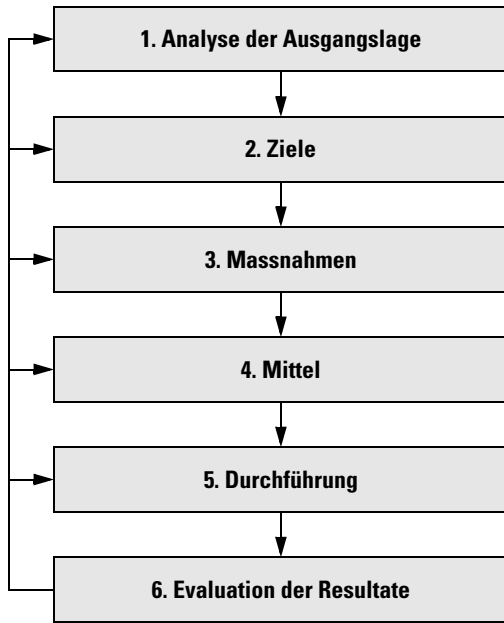 1. Analyse der Ausgangslage
2. Ziele
3. Massnahmen
4. Mittel
5. Durchführung
6. Evaluation der Resultate